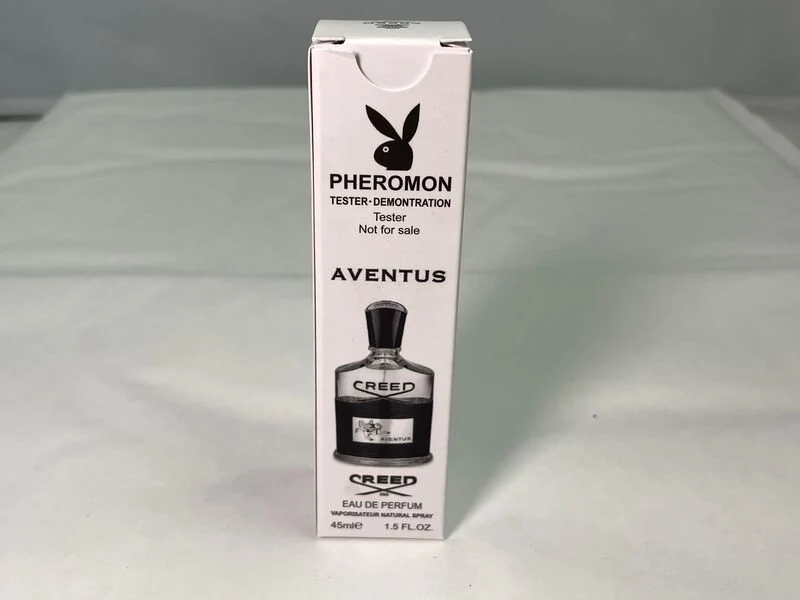 PHEROMON
TESTER·DEMONTRATION
Tester
Not for sale
AVENTUS
CREED
AVENTUS
CREED
EAU DE PERFUM
VAPORISATEUR NATURAL SPRAY
45ml℮ 1.5 FL.OZ.